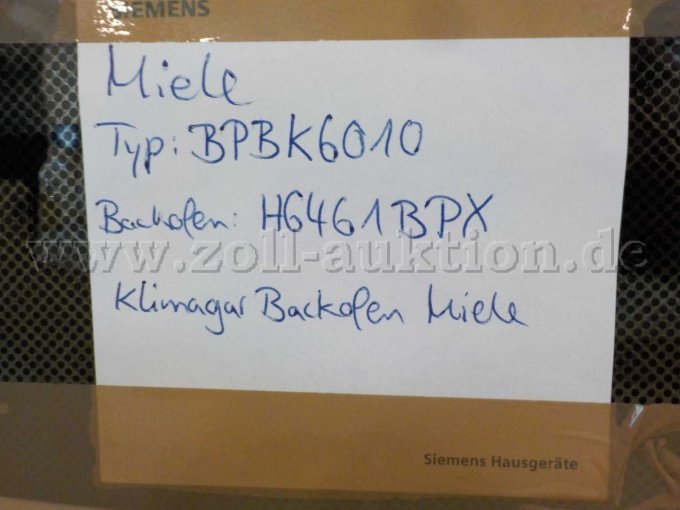 SIEMENS
Miele
Typ: BPBK6010
Backofen: H6461BPX
www.zoll-auktion.de
Klimagar Backofen Miele
Siemens Hausgeräte